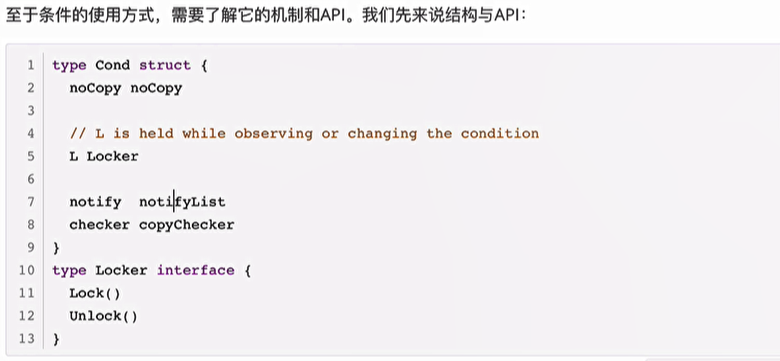 至于条件的使用方式，需要了解它的机制和API。我们先来说结构与API：
1 type Cond struct {
2   noCopy noCopy
3
4   // L is held while observing or changing the condition
5   L Locker
6
7   notify  notifyList
8   checker copyChecker
9 }
10 type Locker interface {
11   Lock()
12   Unlock()
13 }